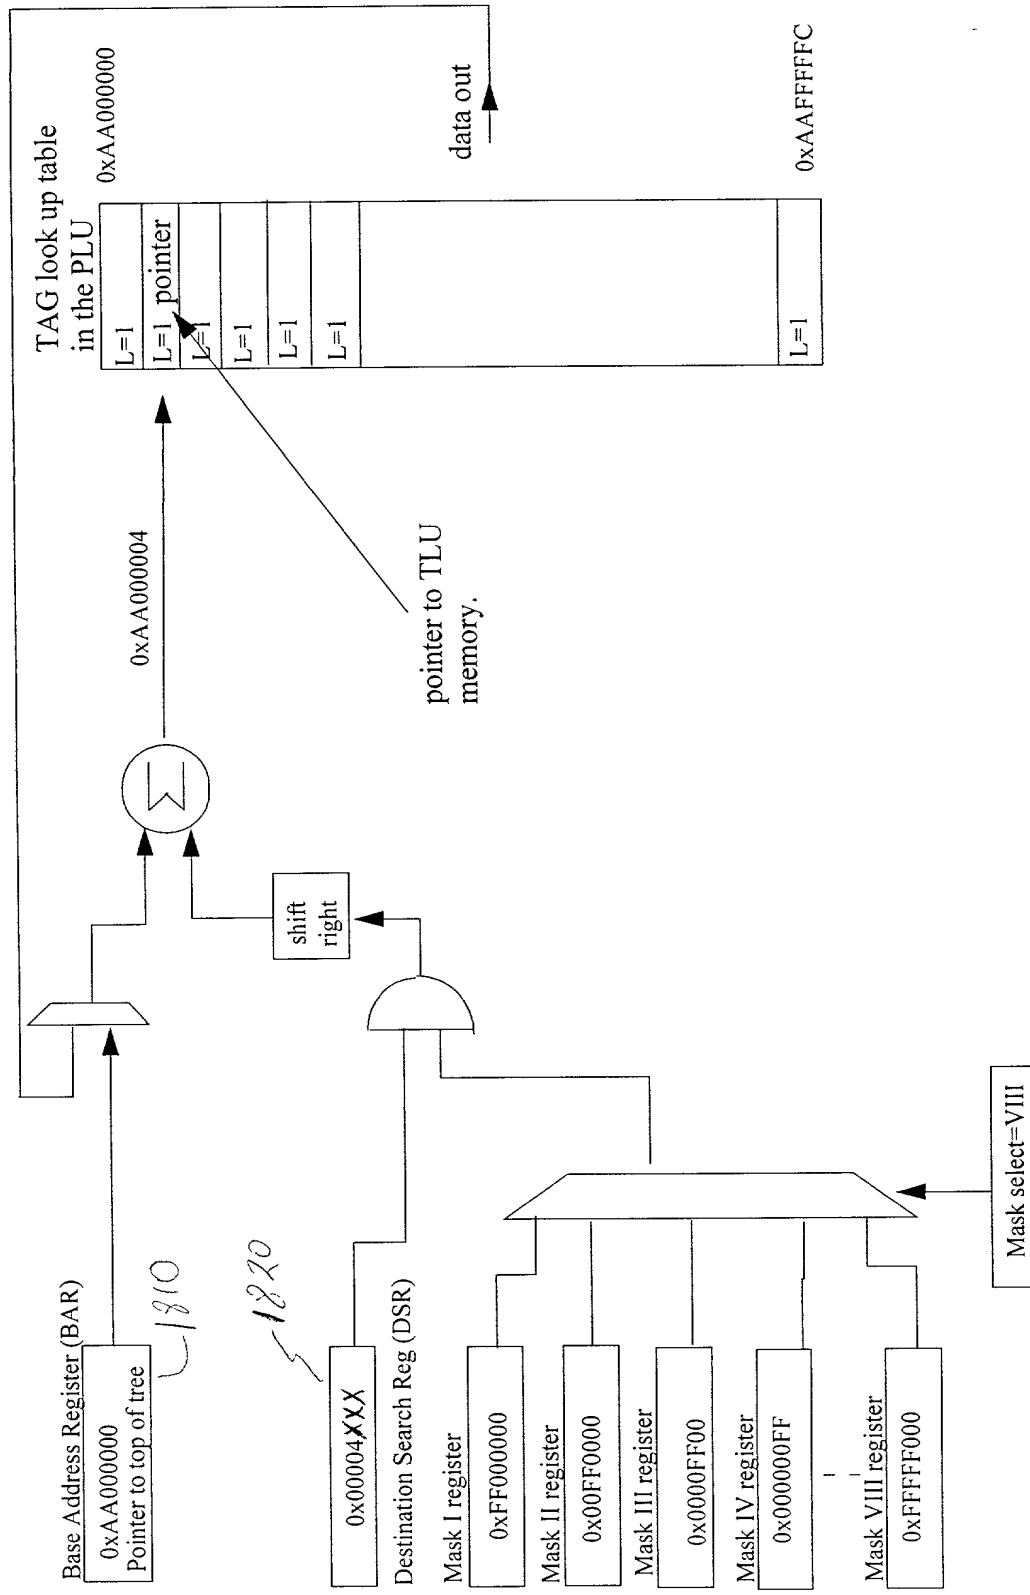 TAG look up table
in the PLU
0xAA000000
L=1
L=1 pointer
L=1
L=1
L=1
L=1
L=1
data out
0xAAFFFFFC
0xAA000004
pointer to TLU
memory.
Σ
shift
right
Base Address Register (BAR)
0xAA000000
Pointer to top of tree
1810
1820
0x00004XXX
Destination Search Reg (DSR)
Mask I register
0xFF000000
Mask II register
0x00FF0000
Mask III register
0x0000FF00
Mask IV register
0x000000FF
Mask VIII register
0xFFFFF000
Mask select=VIII